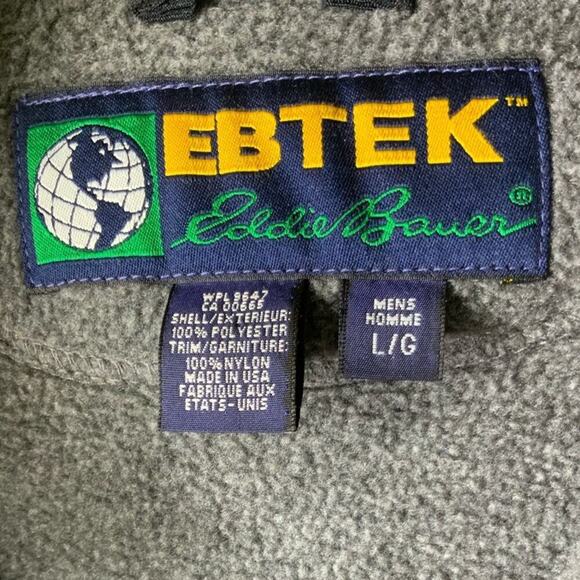 EBTEK™
Eddie Bauer®
WPL 9647
CA 00665
SHELL/EXTERIEUR:
100% POLYESTER
TRIM/GARNITURE:
100% NYLON
MADE IN USA
FABRIQUE AUX
ETATS-UNIS
MENS
HOMME
L/G